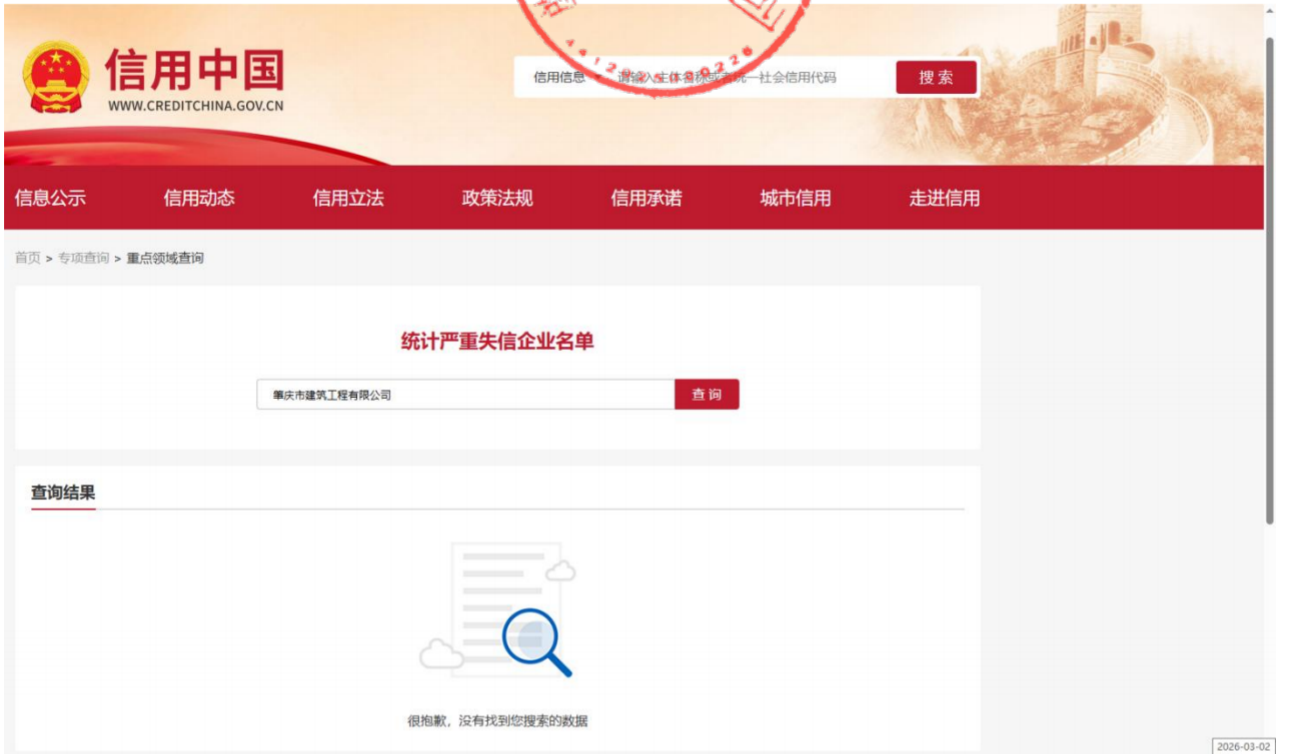 信用中国
WWW.CREDITCHINA.GOV.CN
信用信息
搜索
信息公示 信用动态 信用立法 政策法规 信用承诺 城市信用 走进信用
首页 > 专项查询 > 重点领域查询
统计严重失信企业名单
肇庆市建筑工程有限公司 查询
查询结果
很抱歉，没有找到您搜索的数据
2026-03-02